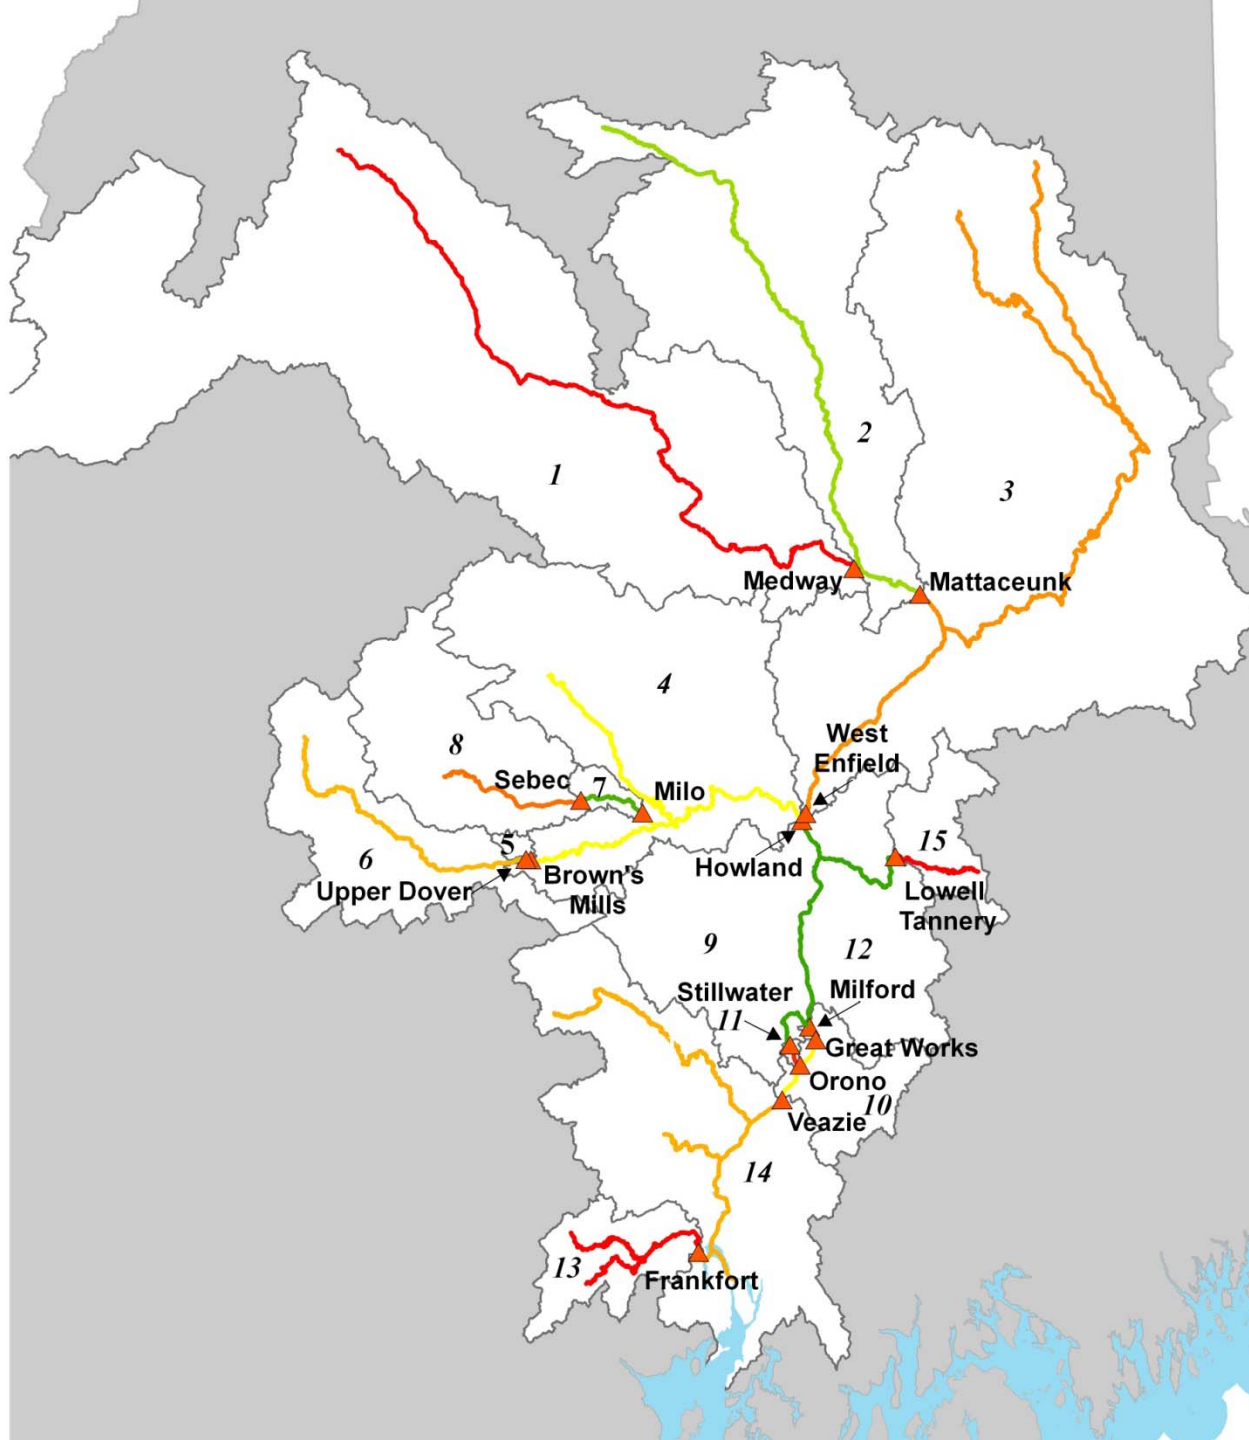 2
1
3
Medway
Mattaceunk
4
West
Enfield
8
Sebec
7
Milo
15
5
6
Howland
Upper Dover
Brown's
Mills
Lowell
Tannery
9
12
Stillwater
Milford
11
Great Works
Orono
10
Veazie
14
13
Frankfort